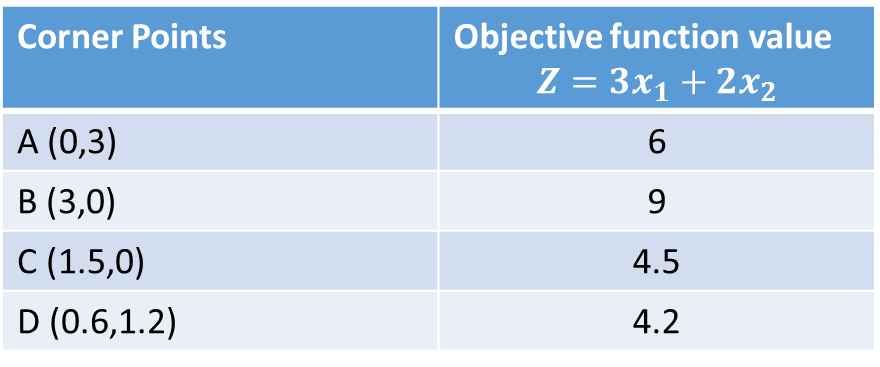 Corner Points
Objective function value
Z = 3x₁ + 2x₂
A (0,3) 6
B (3,0) 9
C (1.5,0) 4.5
D (0.6,1.2) 4.2